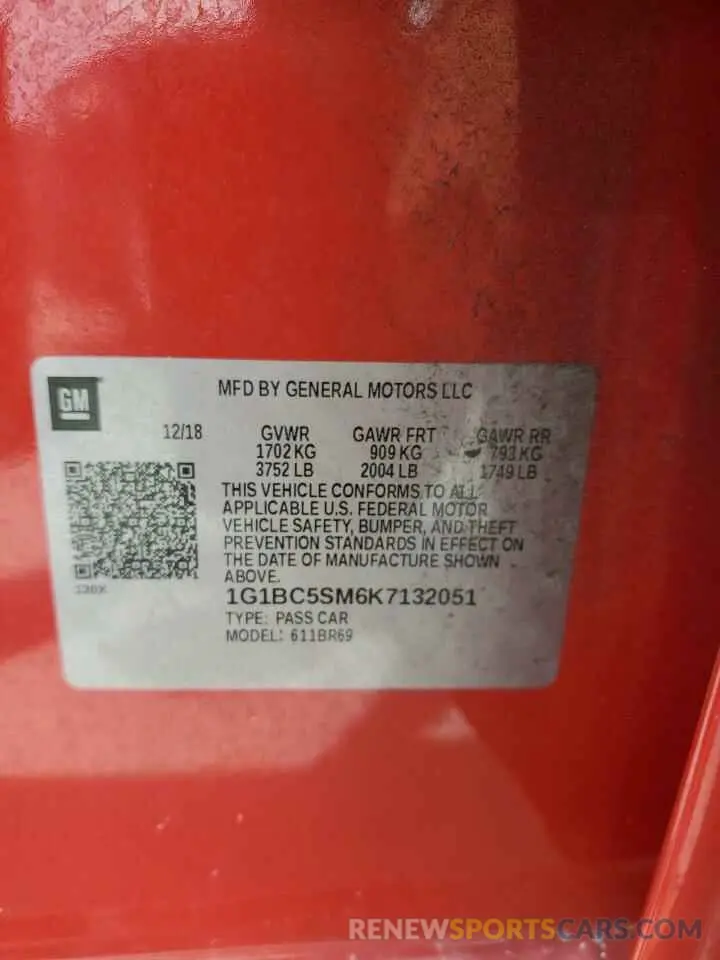 GM
MFD BY GENERAL MOTORS LLC
12/18 GVWR GAWR FRT GAWR RR
1702 KG 909 KG 793 KG
3752 LB 2004 LB 1749 LB
THIS VEHICLE CONFORMS TO ALL
APPLICABLE U.S. FEDERAL MOTOR
VEHICLE SAFETY, BUMPER, AND THEFT
PREVENTION STANDARDS IN EFFECT ON
THE DATE OF MANUFACTURE SHOWN
ABOVE.
1G1BC5SM6K7132051
TYPE: PASS CAR
MODEL: 611BR69
RENEWSPORTSCARS.COM